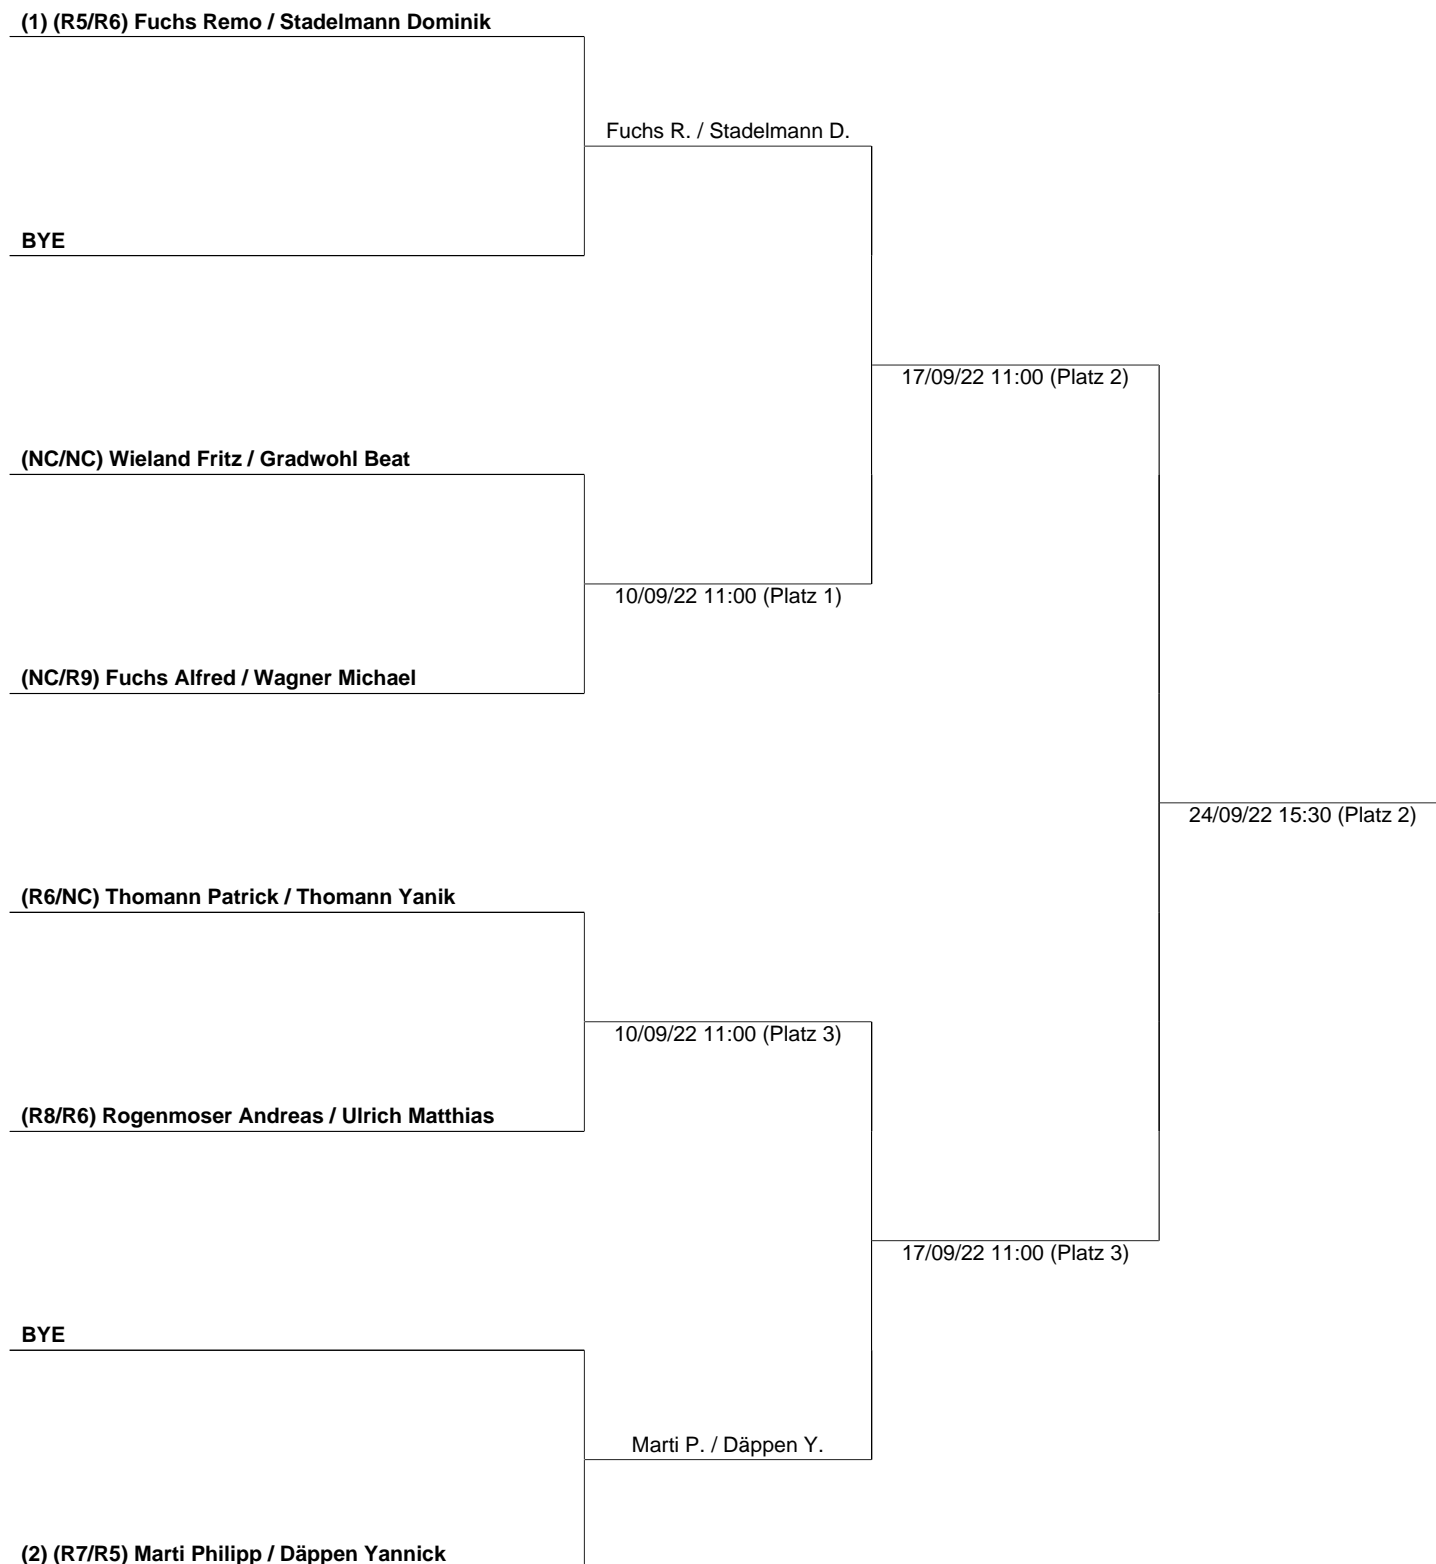 (1) (R5/R6) Fuchs Remo / Stadelmann Dominik
Fuchs R. / Stadelmann D.
BYE
17/09/22 11:00 (Platz 2)
(NC/NC) Wieland Fritz / Gradwohl Beat
10/09/22 11:00 (Platz 1)
(NC/R9) Fuchs Alfred / Wagner Michael
24/09/22 15:30 (Platz 2)
(R6/NC) Thomann Patrick / Thomann Yanik
10/09/22 11:00 (Platz 3)
(R8/R6) Rogenmoser Andreas / Ulrich Matthias
17/09/22 11:00 (Platz 3)
BYE
Marti P. / Däppen Y.
(2) (R7/R5) Marti Philipp / Däppen Yannick